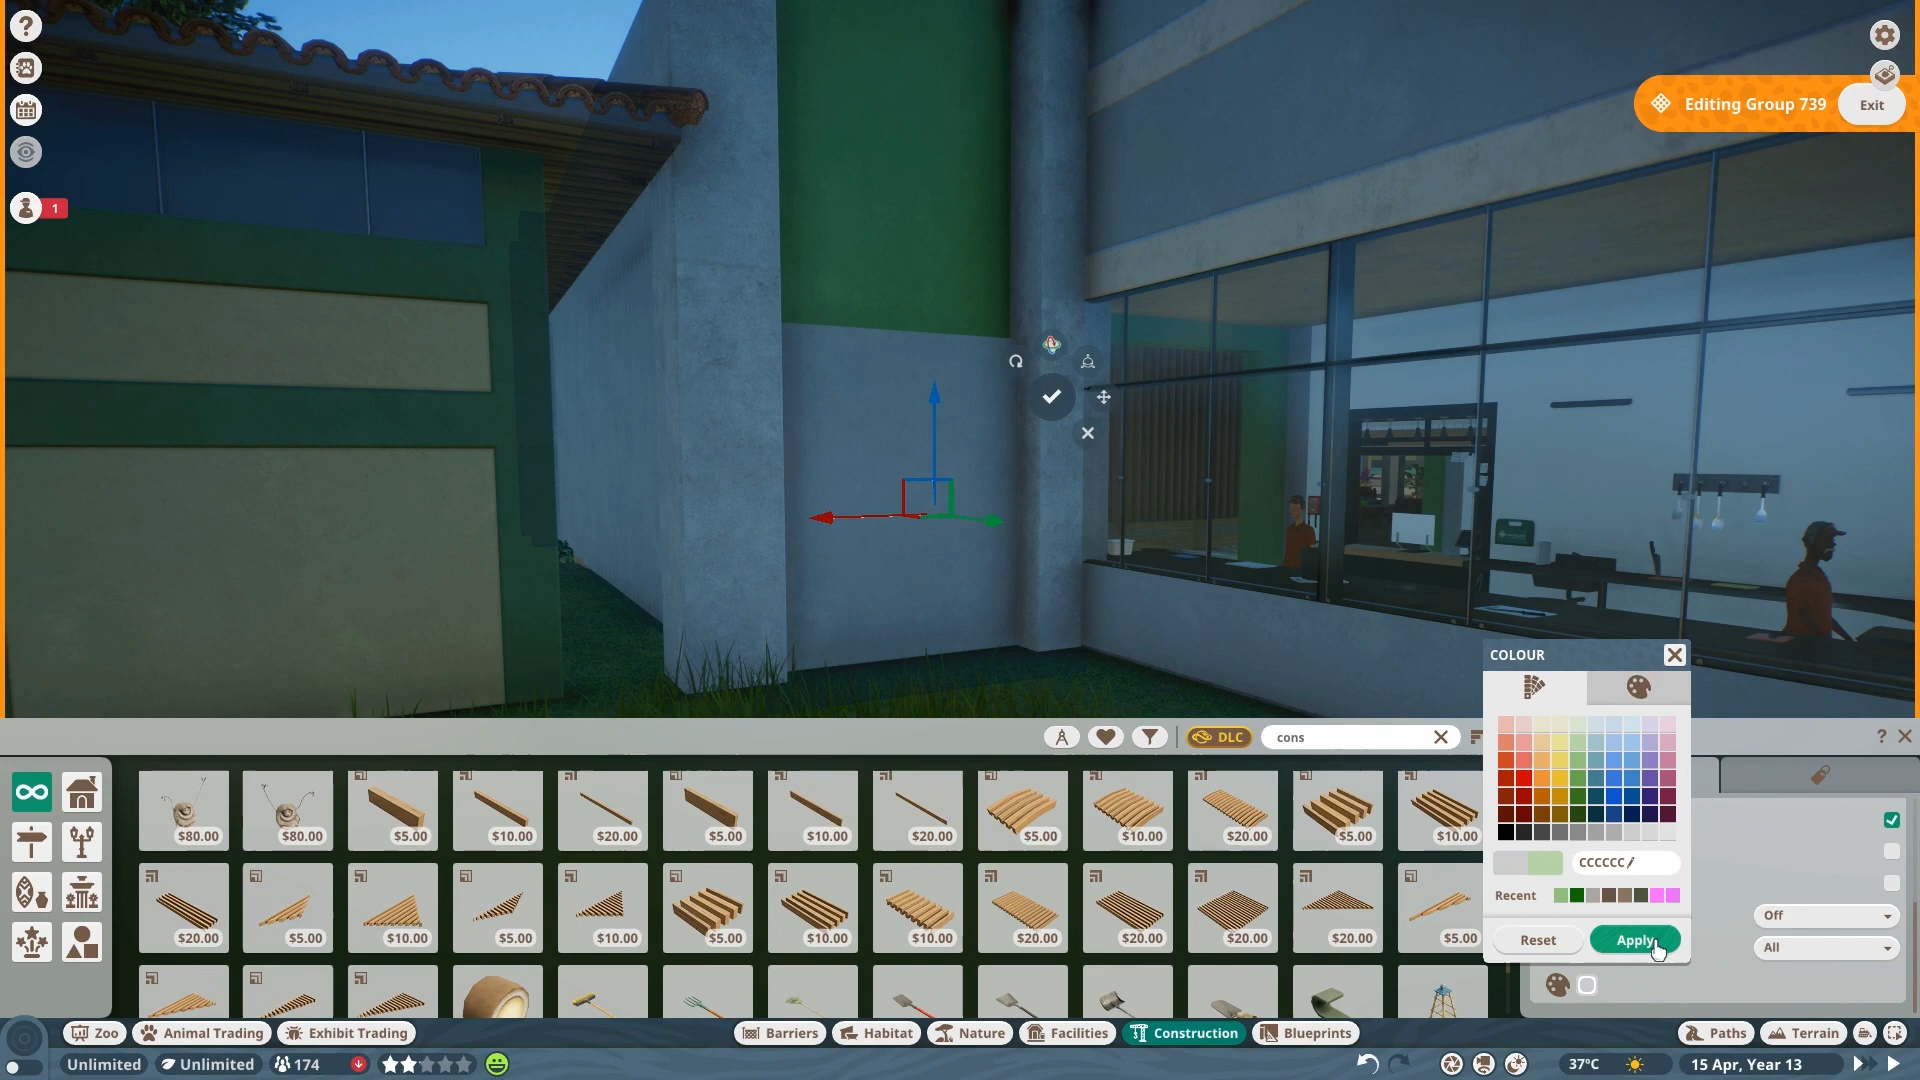 ?
Editing Group 739
Exit
1
COLOUR
DLC
cons
?
$80.00
$80.00
$5.00
$10.00
$20.00
$5.00
$10.00
$20.00
$5.00
$10.00
$20.00
$5.00
$10.00
$20.00
$5.00
$10.00
$5.00
$10.00
$5.00
$10.00
$10.00
$20.00
$20.00
$20.00
$20.00
$5.00
CCCCCC
Recent
Reset
Apply
Off
All
Zoo
Animal Trading
Exhibit Trading
Barriers
Habitat
Nature
Facilities
Construction
Blueprints
Paths
Terrain
Unlimited
Unlimited
174
37°C
15 Apr, Year 13